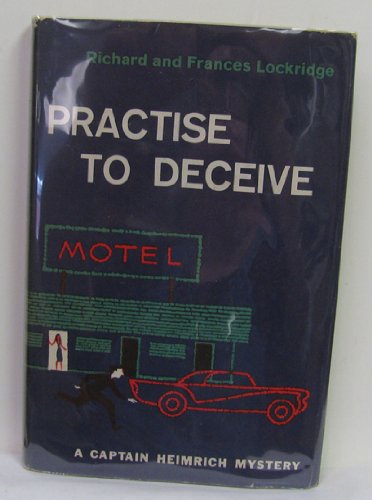 Richard and Frances Lockridge
PRACTISE
TO DECEIVE
MOTEL
A CAPTAIN HEIMRICH MYSTERY